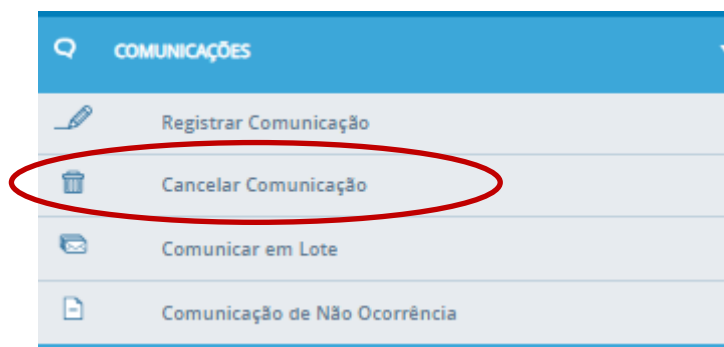 COMUNICAÇÕES
Registrar Comunicação
Cancelar Comunicação
Comunicar em Lote
Comunicação de Não Ocorrência